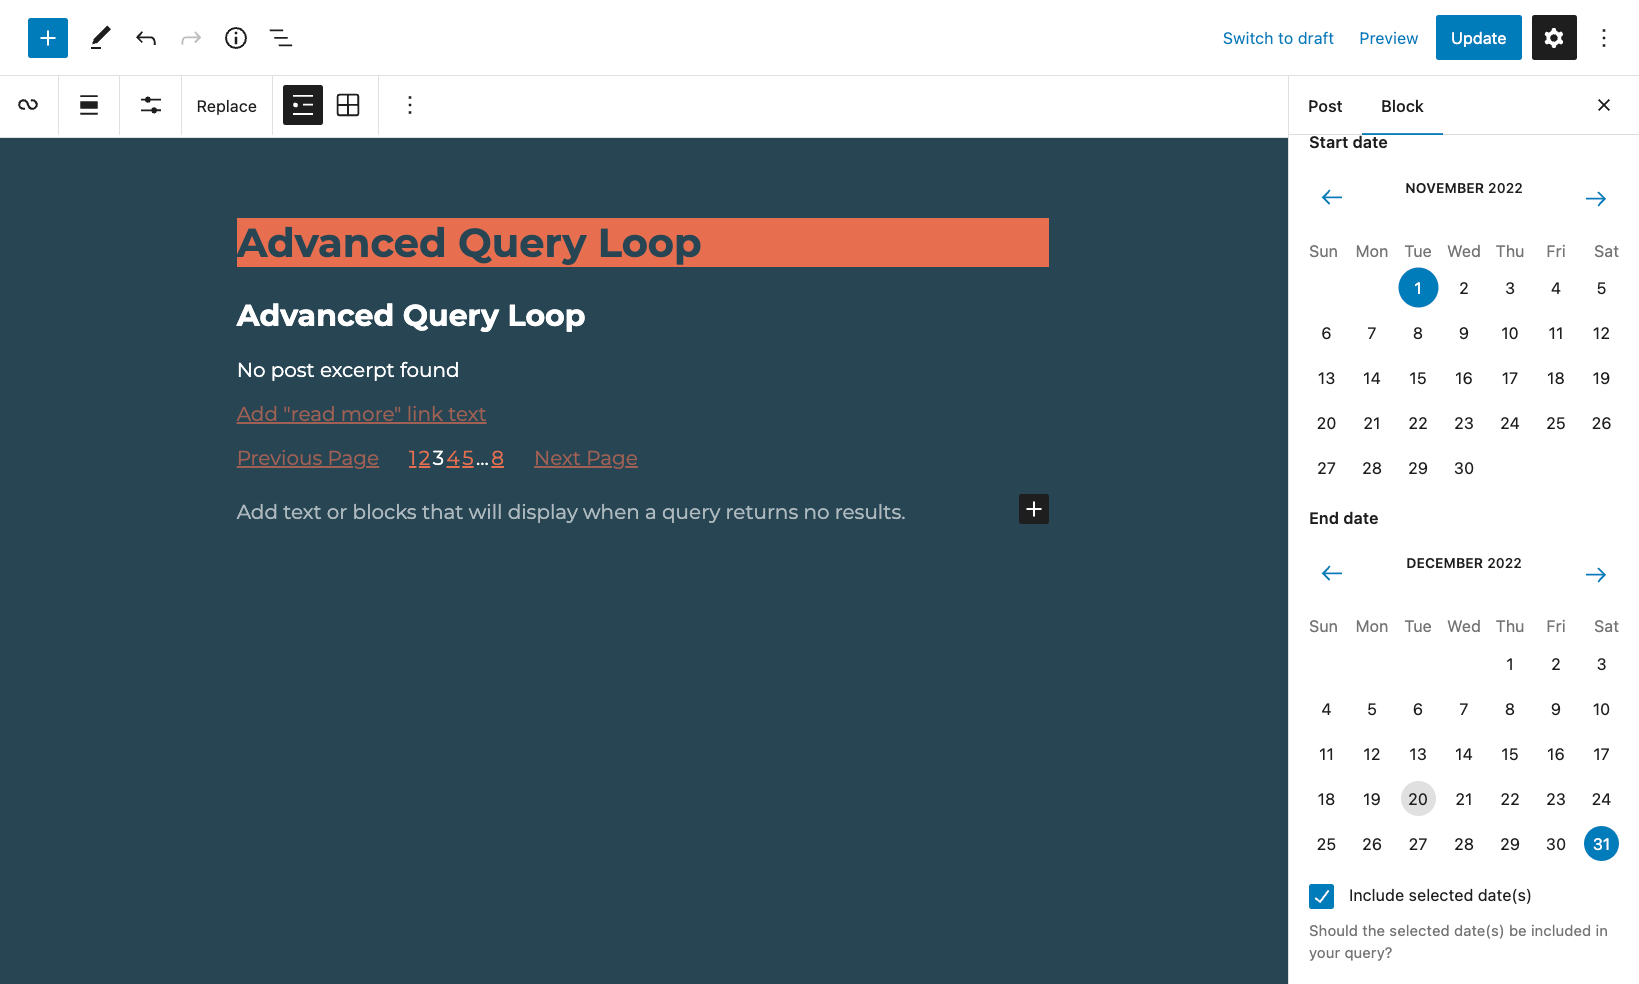 Switch to draft Preview Update
Replace
Post Block
Start date
NOVEMBER 2022
Sun Mon Tue Wed Thu Fri Sat
1 2 3 4 5
6 7 8 9 10 11 12
13 14 15 16 17 18 19
20 21 22 23 24 25 26
27 28 29 30
End date
DECEMBER 2022
Sun Mon Tue Wed Thu Fri Sat
1 2 3
4 5 6 7 8 9 10
11 12 13 14 15 16 17
18 19 20 21 22 23 24
25 26 27 28 29 30 31
Include selected date(s)
Should the selected date(s) be included in
your query?
Advanced Query Loop
Advanced Query Loop
No post excerpt found
Add "read more" link text
Previous Page 12345...8 Next Page
Add text or blocks that will display when a query returns no results.